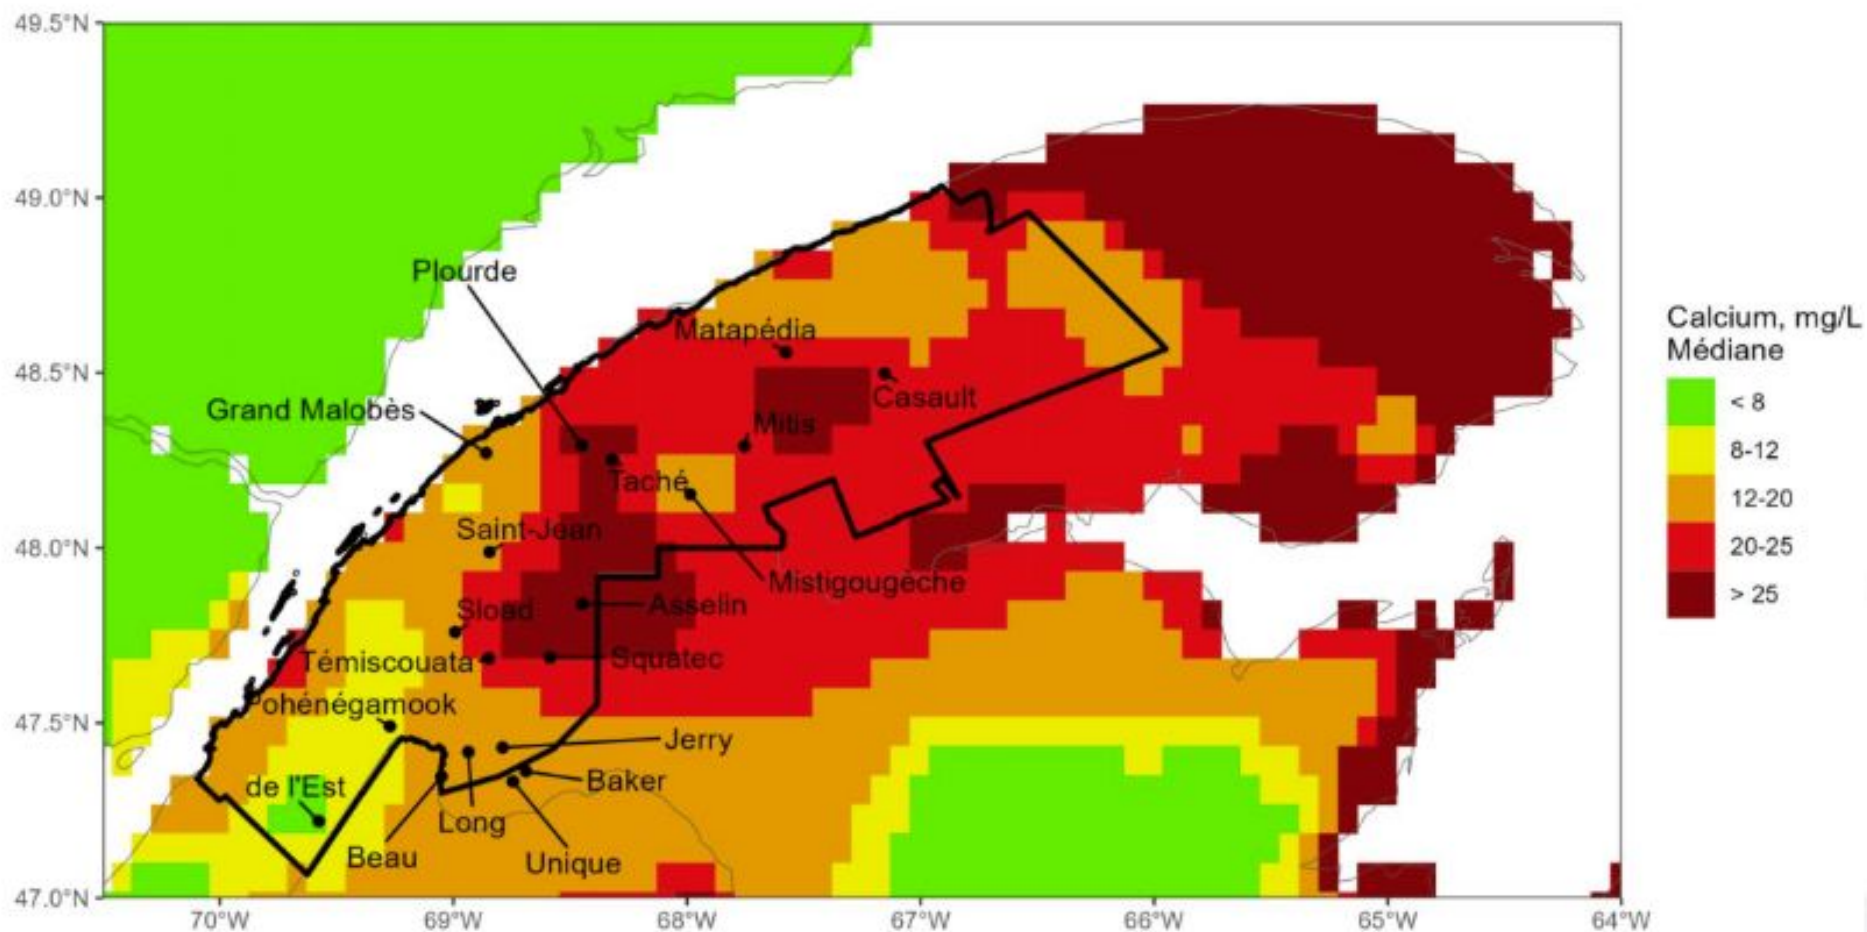 49.5°N
49.0°N
48.5°N
48.0°N
47.5°N
47.0°N
Plourde
Matapédia
Casault
Grand Malobès
Mitis
Taché
Saint-Jean
Mistigougèche
Sload
Asselin
Témiscouata
Squatec
Pohénégamook
Jerry
de l'Est
Baker
Long
Beau
Unique
70°W
69°W
68°W
67°W
66°W
65°W
64°W
Calcium, mg/L
Médiane
< 8
8-12
12-20
20-25
> 25